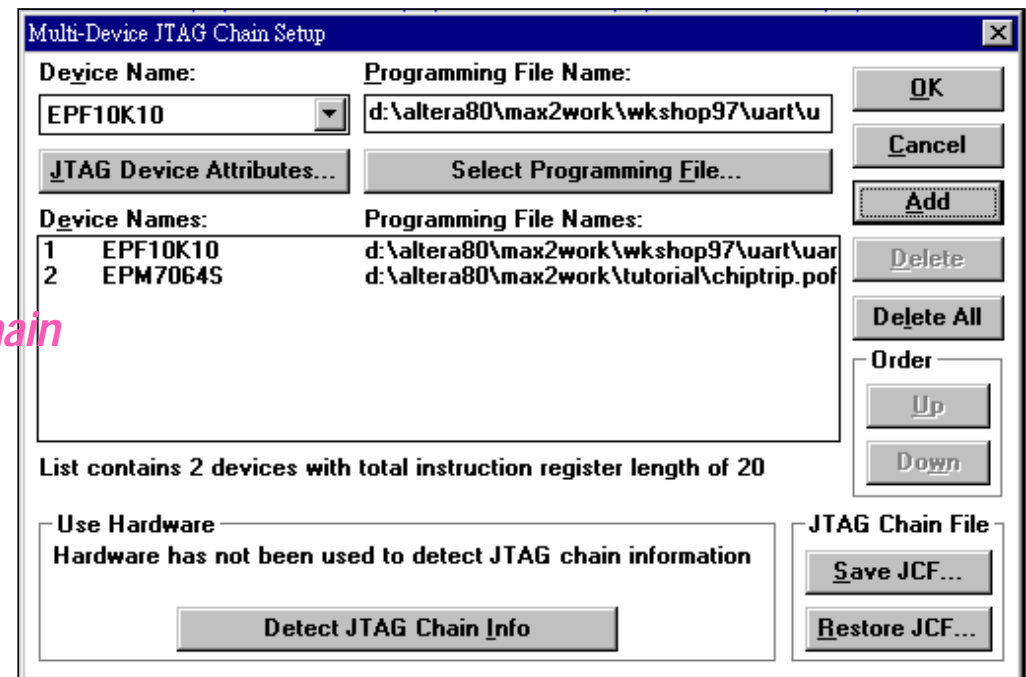 Multi-Device JTAG Chain Setup
Device Name:
Programming File Name:
EPF10K10
d:\altera80\max2work\wkshop97\uart\u
OK
Cancel
JTAG Device Attributes...
Select Programming File...
Add
Device Names:
Programming File Names:
1 EPF10K10 d:\altera80\max2work\wkshop97\uart\uar
2 EPM7064S d:\altera80\max2work\tutorial\chiptrip.pof
Delete
Delete All
Order
Up
Down
List contains 2 devices with total instruction register length of 20
Use Hardware
Hardware has not been used to detect JTAG chain information
Detect JTAG Chain Info
JTAG Chain File
Save JCF...
Restore JCF...